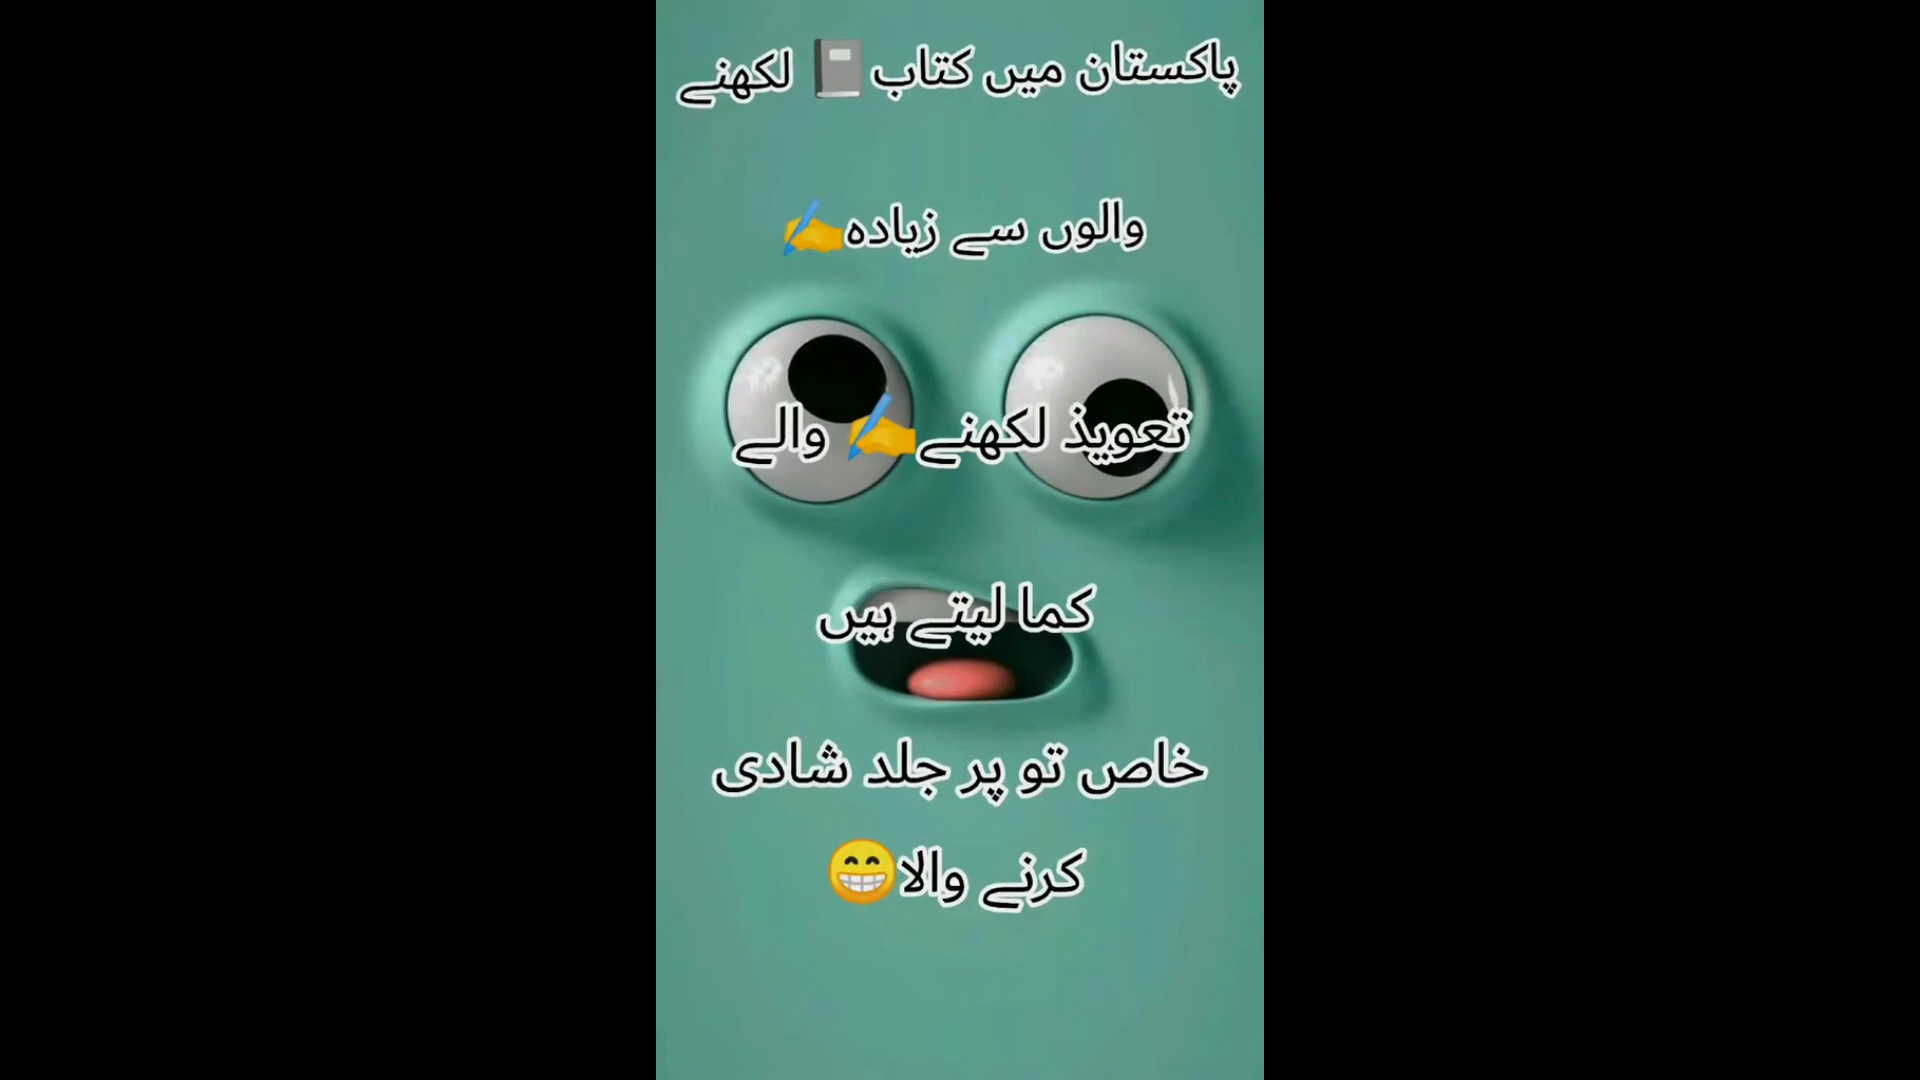 پاکستان میں کتاب📓 لکھنے
والوں سے زیادہ✍️
تعویذ لکھنے✍️ والے
کما لیتے ہیں
خاص تو پر جلد شادی
کرنے والا😁